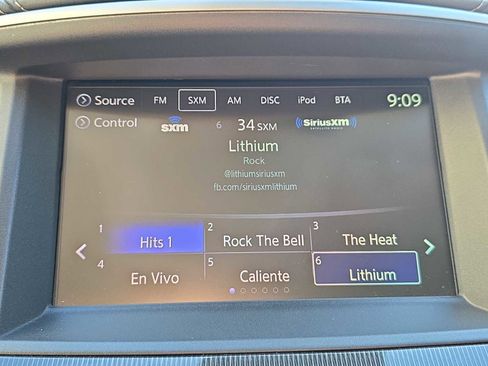 Source FM SXM AM DISC iPod BTA 9:09
Control sxm 6 34 SXM SiriusXM
SATELLITE RADIO
Lithium
Rock
@lithiumsiriusxm
fb.com/siriusxmlithium
1 Hits 1 2 Rock The Bell 3 The Heat
4 En Vivo 5 Caliente 6 Lithium